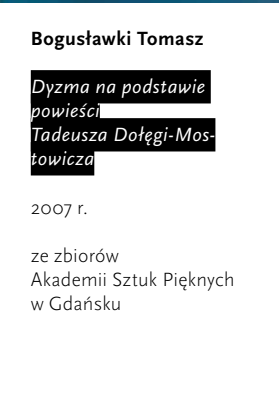 Bogusławki Tomasz
Dyzma na podstawie
powieści
Tadeusza Dołęgi-Mos-
towicza
2007 r.
ze zbiorów
Akademii Sztuk Pięknych
w Gdańsku